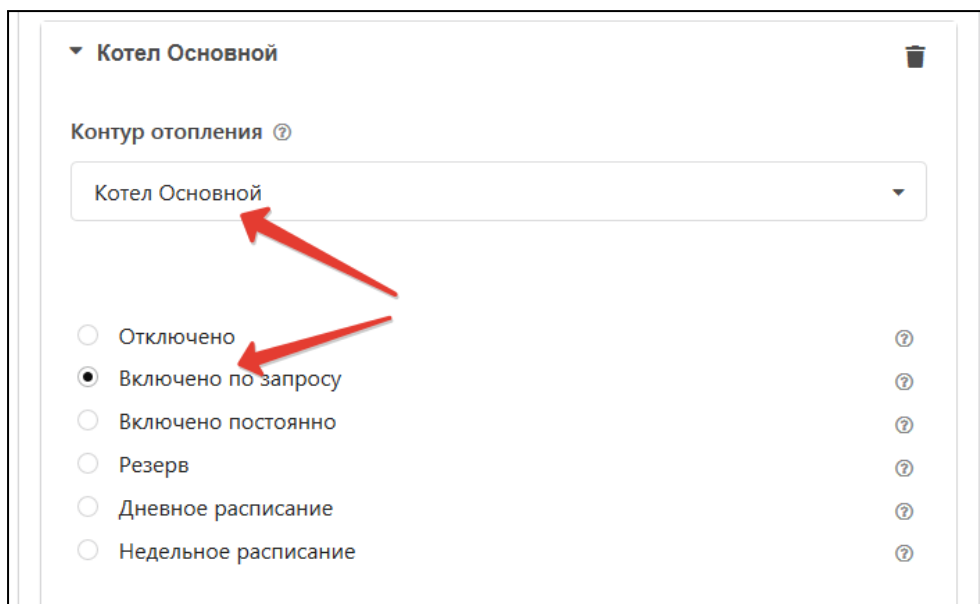 Котел Основной
Контур отопления
Котел Основной
Отключено
Включено по запросу
Включено постоянно
Резерв
Дневное расписание
Недельное расписание